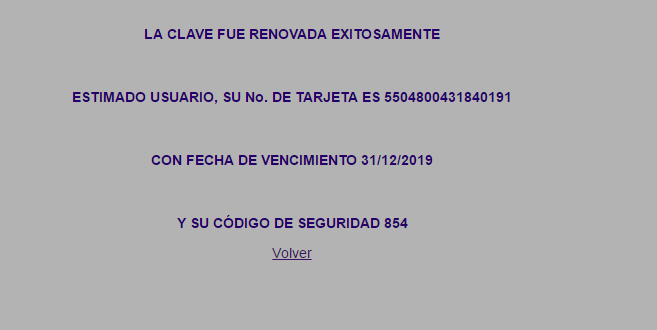 LA CLAVE FUE RENOVADA EXITOSAMENTE
ESTIMADO USUARIO, SU No. DE TARJETA ES 5504800431840191
CON FECHA DE VENCIMIENTO 31/12/2019
Y SU CÓDIGO DE SEGURIDAD 854
Volver